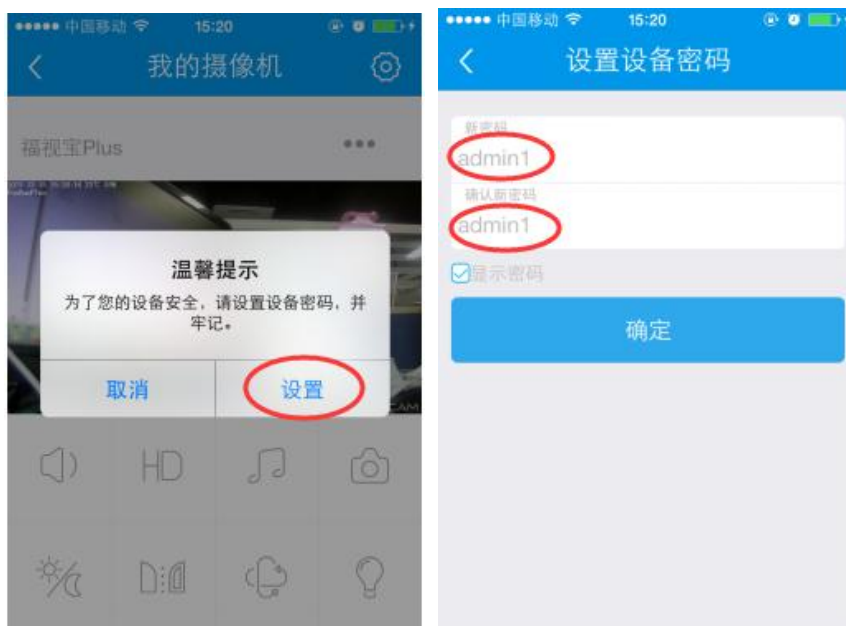 中国移动
15:20
我的摄像机
福视宝Plus
温馨提示
为了您的设备安全，请设置设备密码，并
牢记。
取消
设置
HD
中国移动
15:20
设置设备密码
新密码
admin1
确认新密码
admin1
显示密码
确定